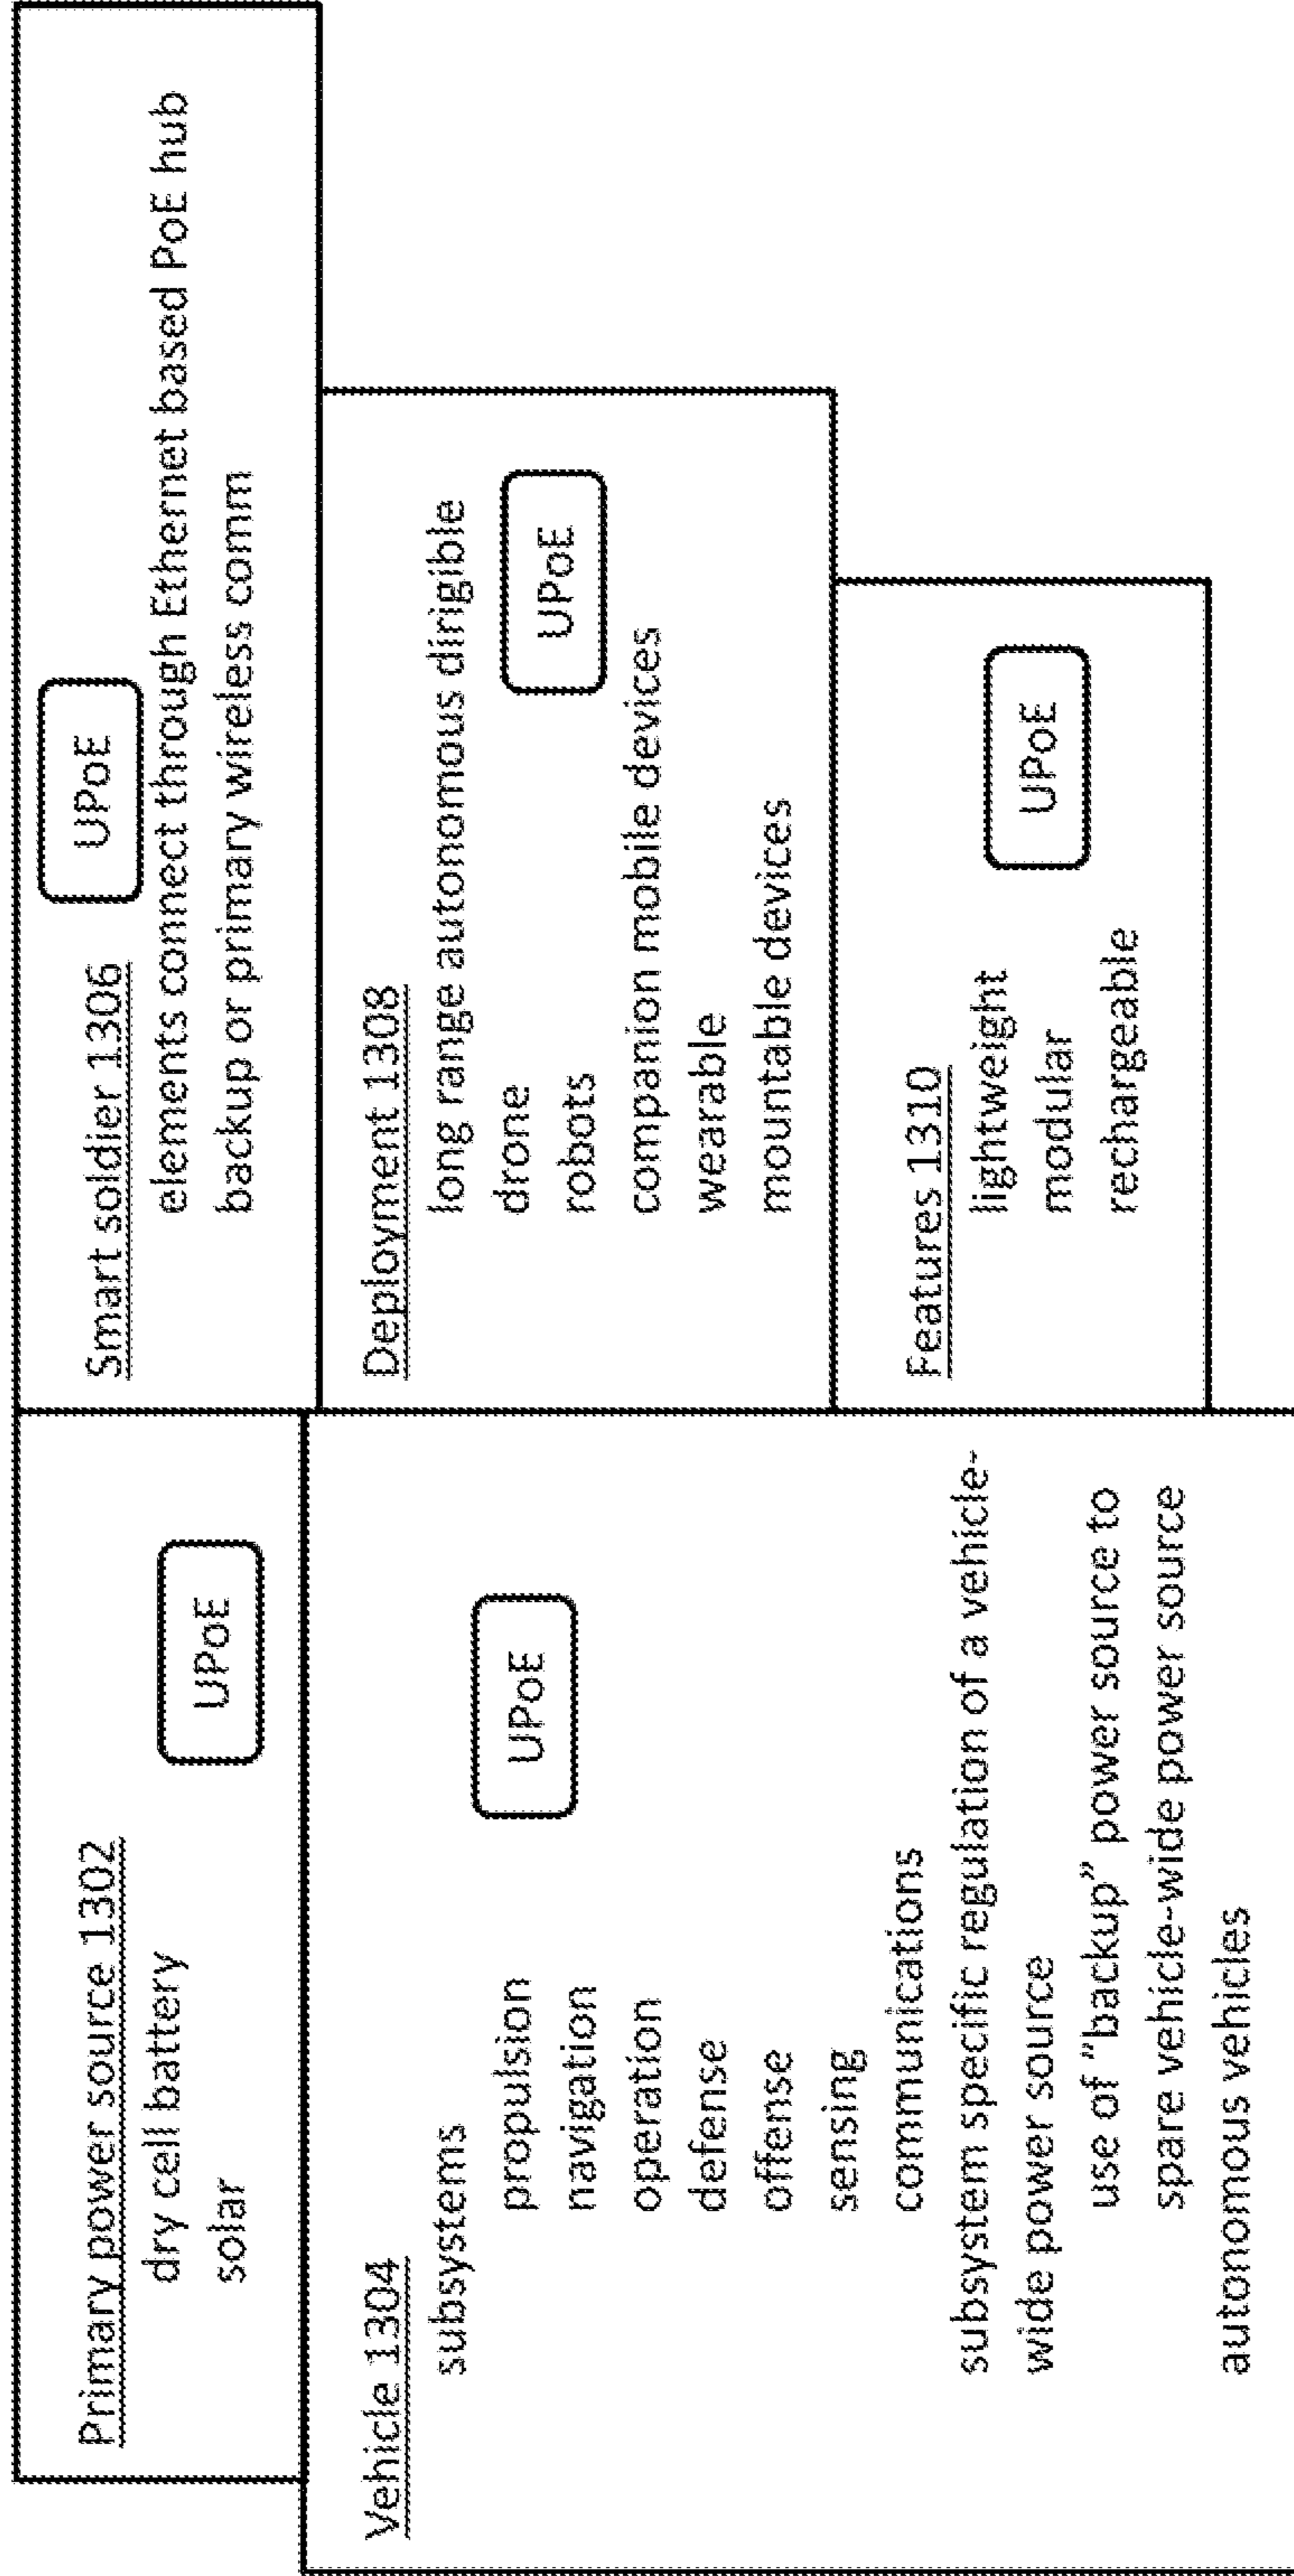 Primary power source 1302
dry cell battery
solar
UPoE
Vehicle 1304
subsystems
propulsion
UPoE
navigation
operation
defense
offense
sensing
communications
subsystem specific regulation of a vehicle-
wide power source
use of "backup" power source to
spare vehicle-wide power source
autonomous vehicles
Smart soldier 1306
UPoE
elements connect through Ethernet based PoE hub
backup or primary wireless comm
Deployment 1308
long range autonomous dirigible
drone
UPoE
robots
companion mobile devices
wearable
mountable devices
Features 1310
lightweight
modular
UPoE
rechargeable